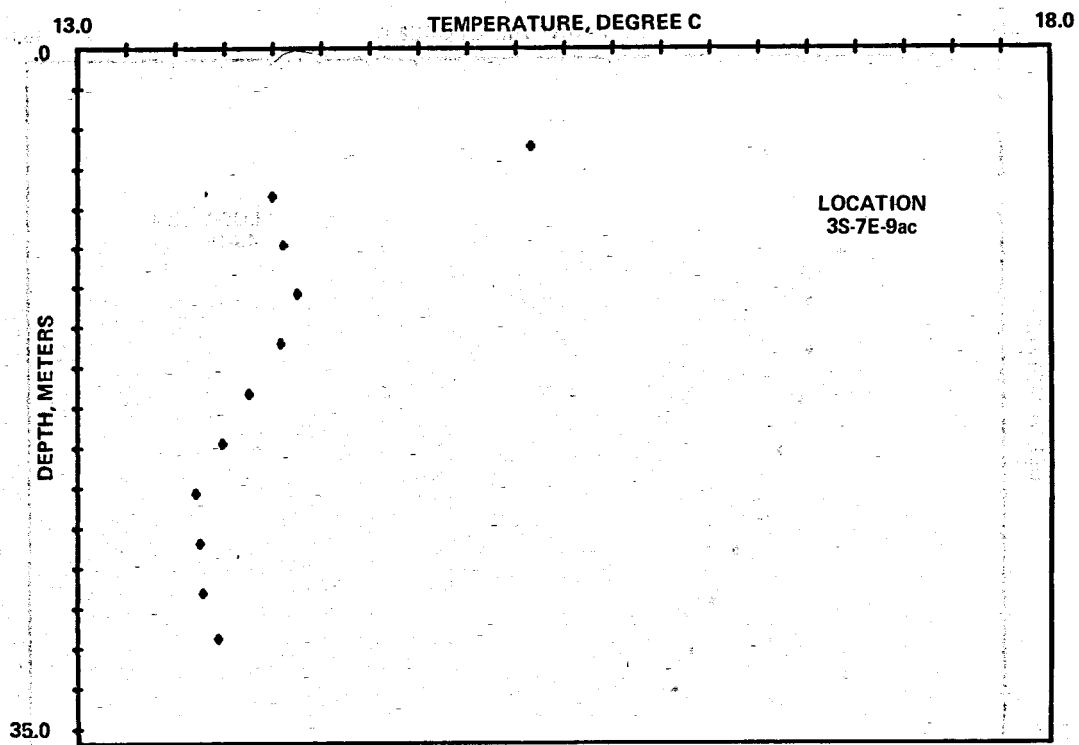 TEMPERATURE, DEGREE C
13.0
18.0
.0
LOCATION
3S-7E-9ac
DEPTH, METERS
35.0